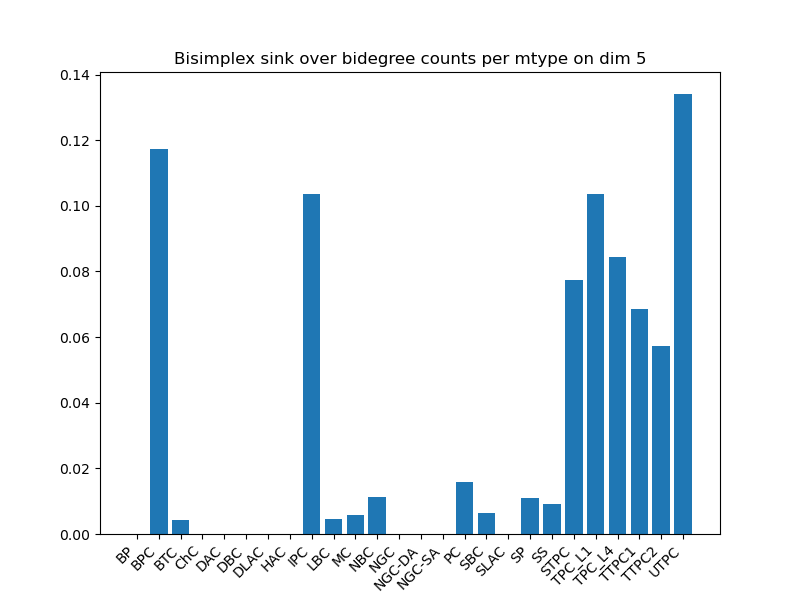 Bisimplex sink over bidegree counts per mtype on dim 5
0.14
0.12
0.10
0.08
0.06
0.04
0.02
0.00
BP
BPC
BTC
ChC
DAC
DBC
DLAC
HAC
IPC
LBC
MC
NBC
NGC
NGC-DA
NGC-SA
PC
SBC
SLAC
SP
SS
STPC
TPC_L1
TPC_L4
TTPC1
TTPC2
UTPC